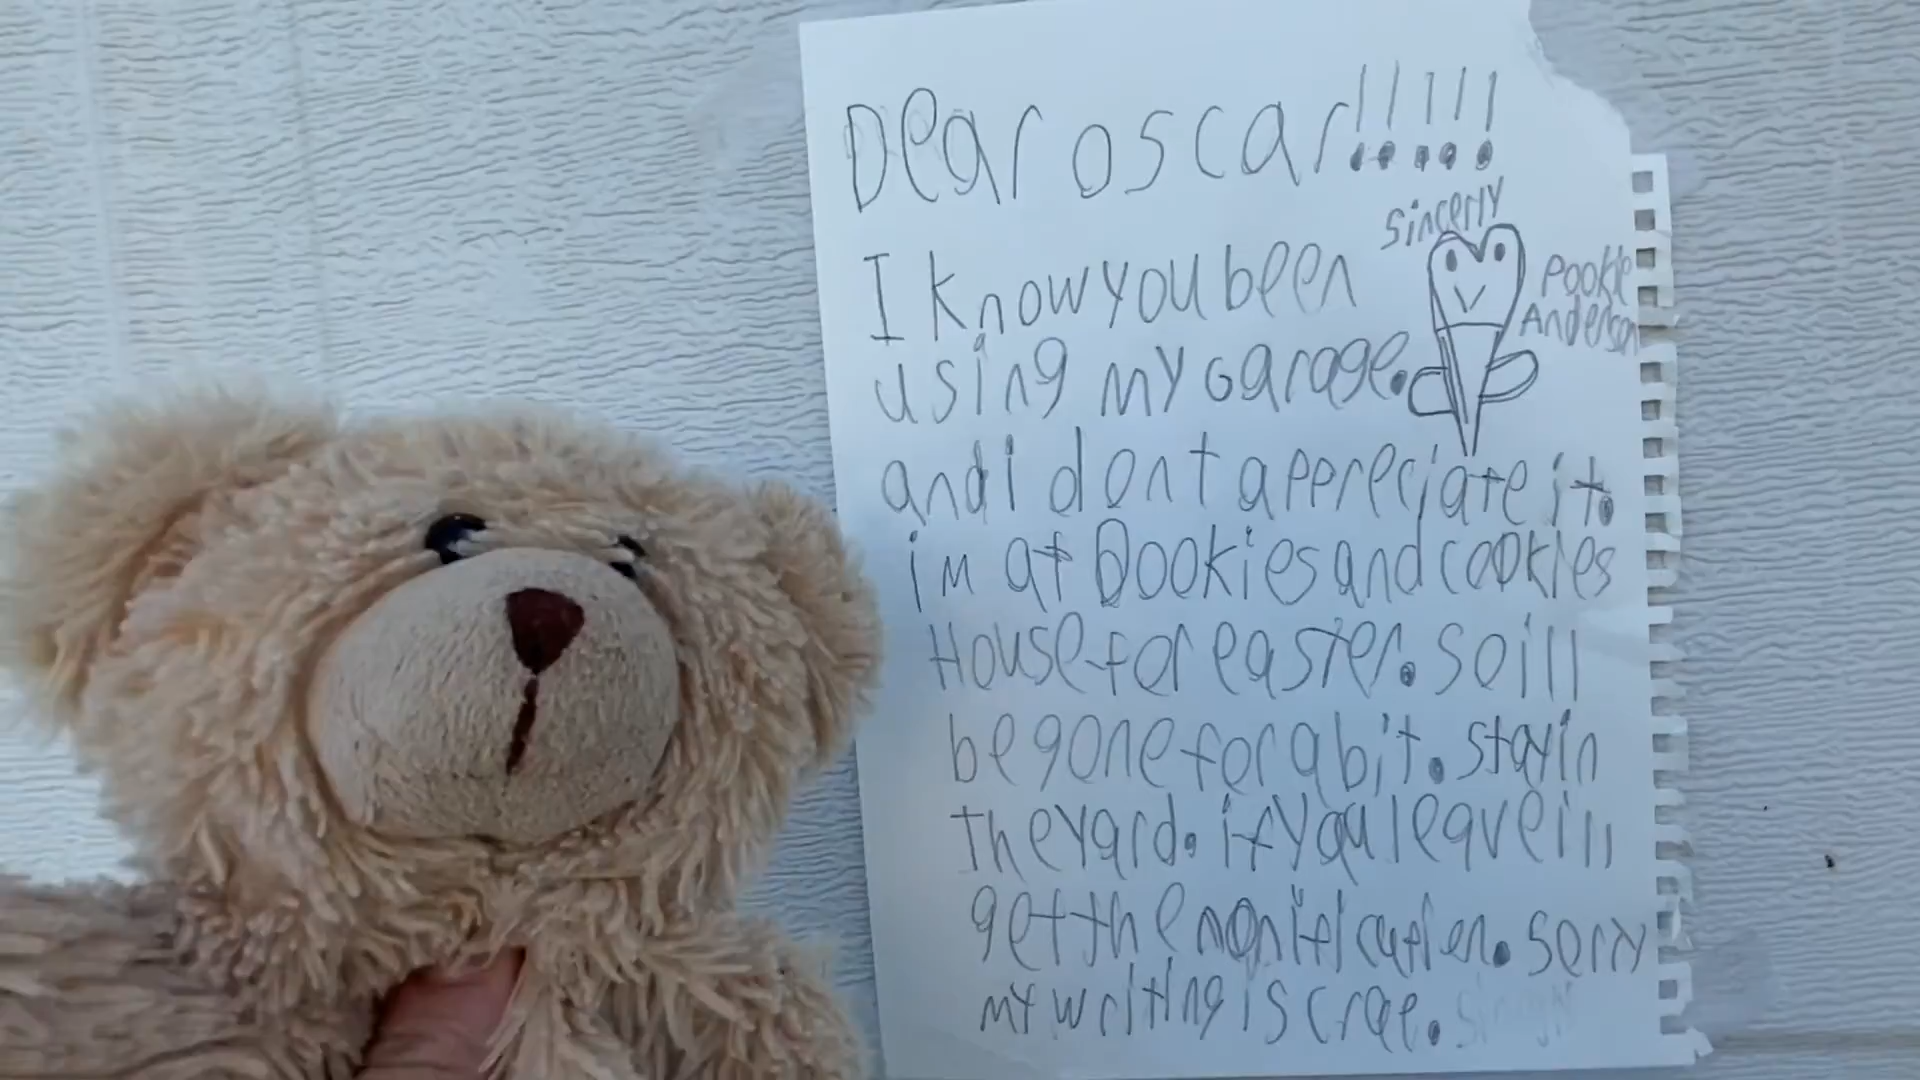 Dear oscar!!!!!
sincerly
Pookie
Anderson
I know you been
using my Garage.
and i dont appreciate it.
im at Dookies and cookies
House for easter. so ill
be gone for a bit. stay in
the yard. if you leave ill
get the
sorry
my writing is crae.